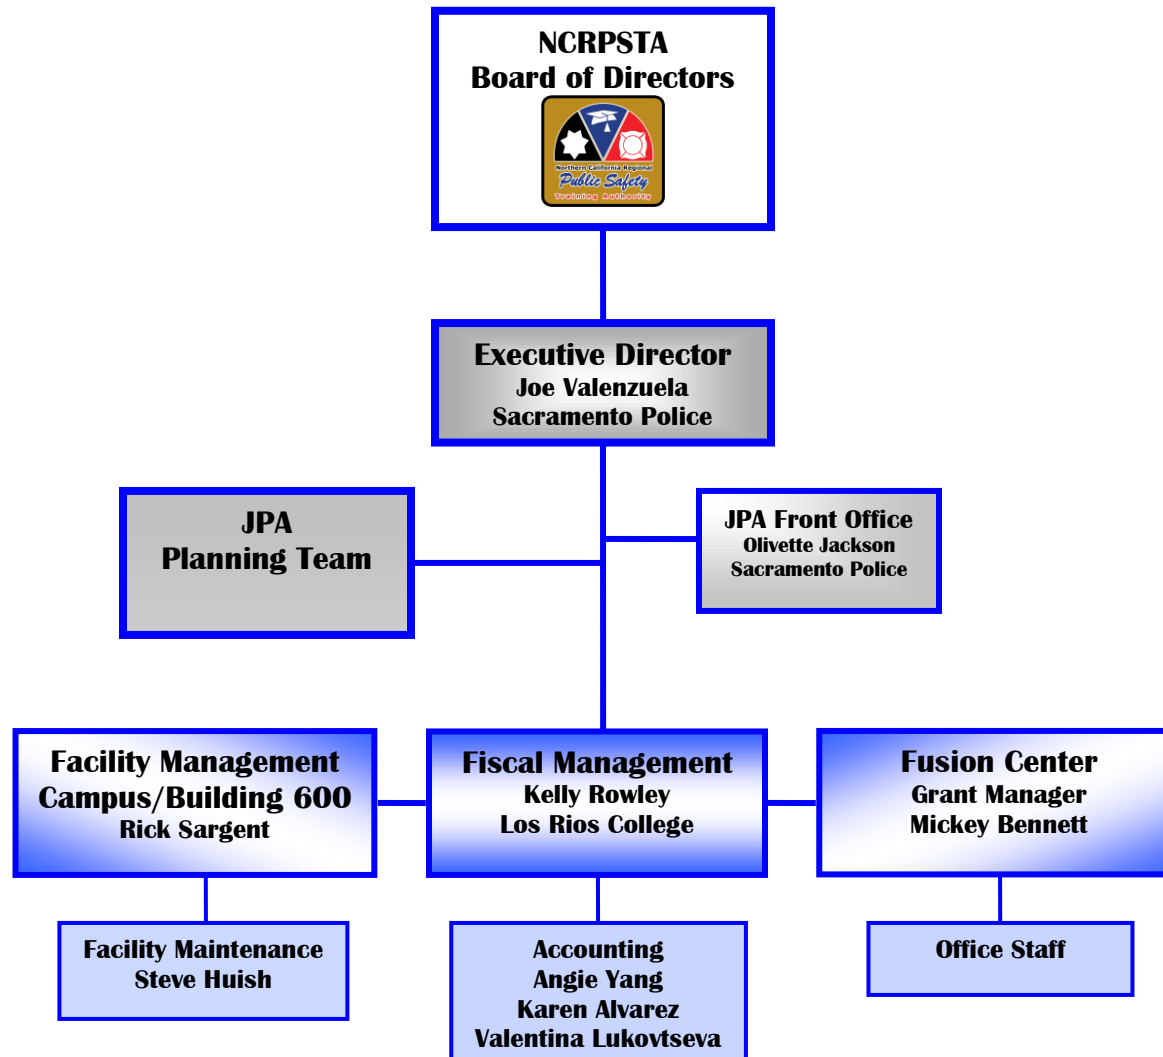 NCRPSTA
Board of Directors
Northern California Regional
Public Safety
Training Authority
Executive Director
Joe Valenzuela
Sacramento Police
JPA
Planning Team
JPA Front Office
Olivette Jackson
Sacramento Police
Facility Management
Campus/Building 600
Rick Sargent
Fiscal Management
Kelly Rowley
Los Rios College
Fusion Center
Grant Manager
Mickey Bennett
Facility Maintenance
Steve Huish
Accounting
Angie Yang
Karen Alvarez
Valentina Lukovtseva
Office Staff